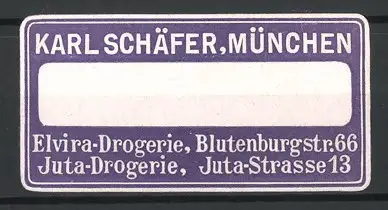 KARL SCHÄFER, MÜNCHEN
Elvira-Drogerie, Blutenburgstr.66
Juta-Drogerie, Juta-Strasse 13